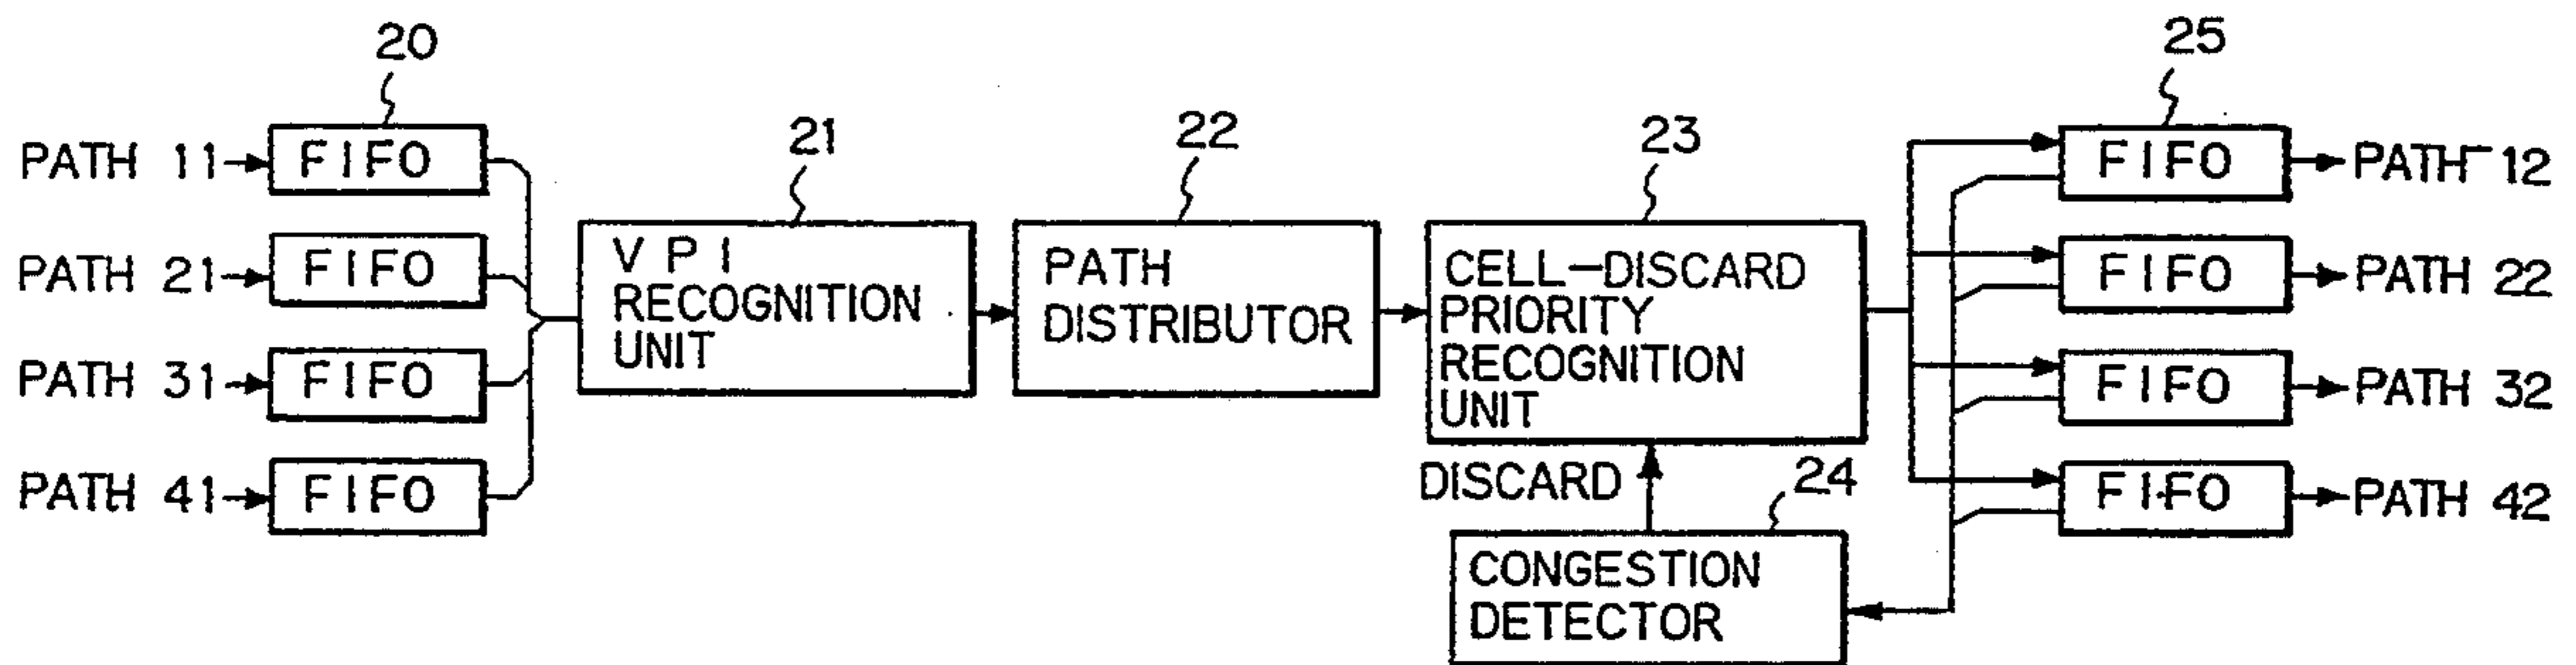 20
PATH 11
FIFO
PATH 21
FIFO
PATH 31
FIFO
PATH 41
FIFO
21
VPI
RECOGNITION
UNIT
22
PATH
DISTRIBUTOR
23
CELL-DISCARD
PRIORITY
RECOGNITION
UNIT
DISCARD
24
CONGESTION
DETECTOR
25
FIFO
PATH 12
FIFO
PATH 22
FIFO
PATH 32
FIFO
PATH 42